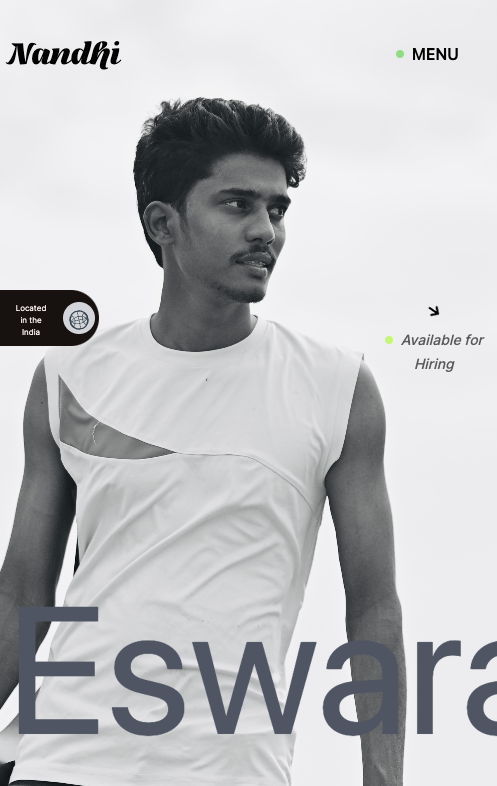 Nandhi
MENU
Located
in the
India
Available for
Hiring
Eswara